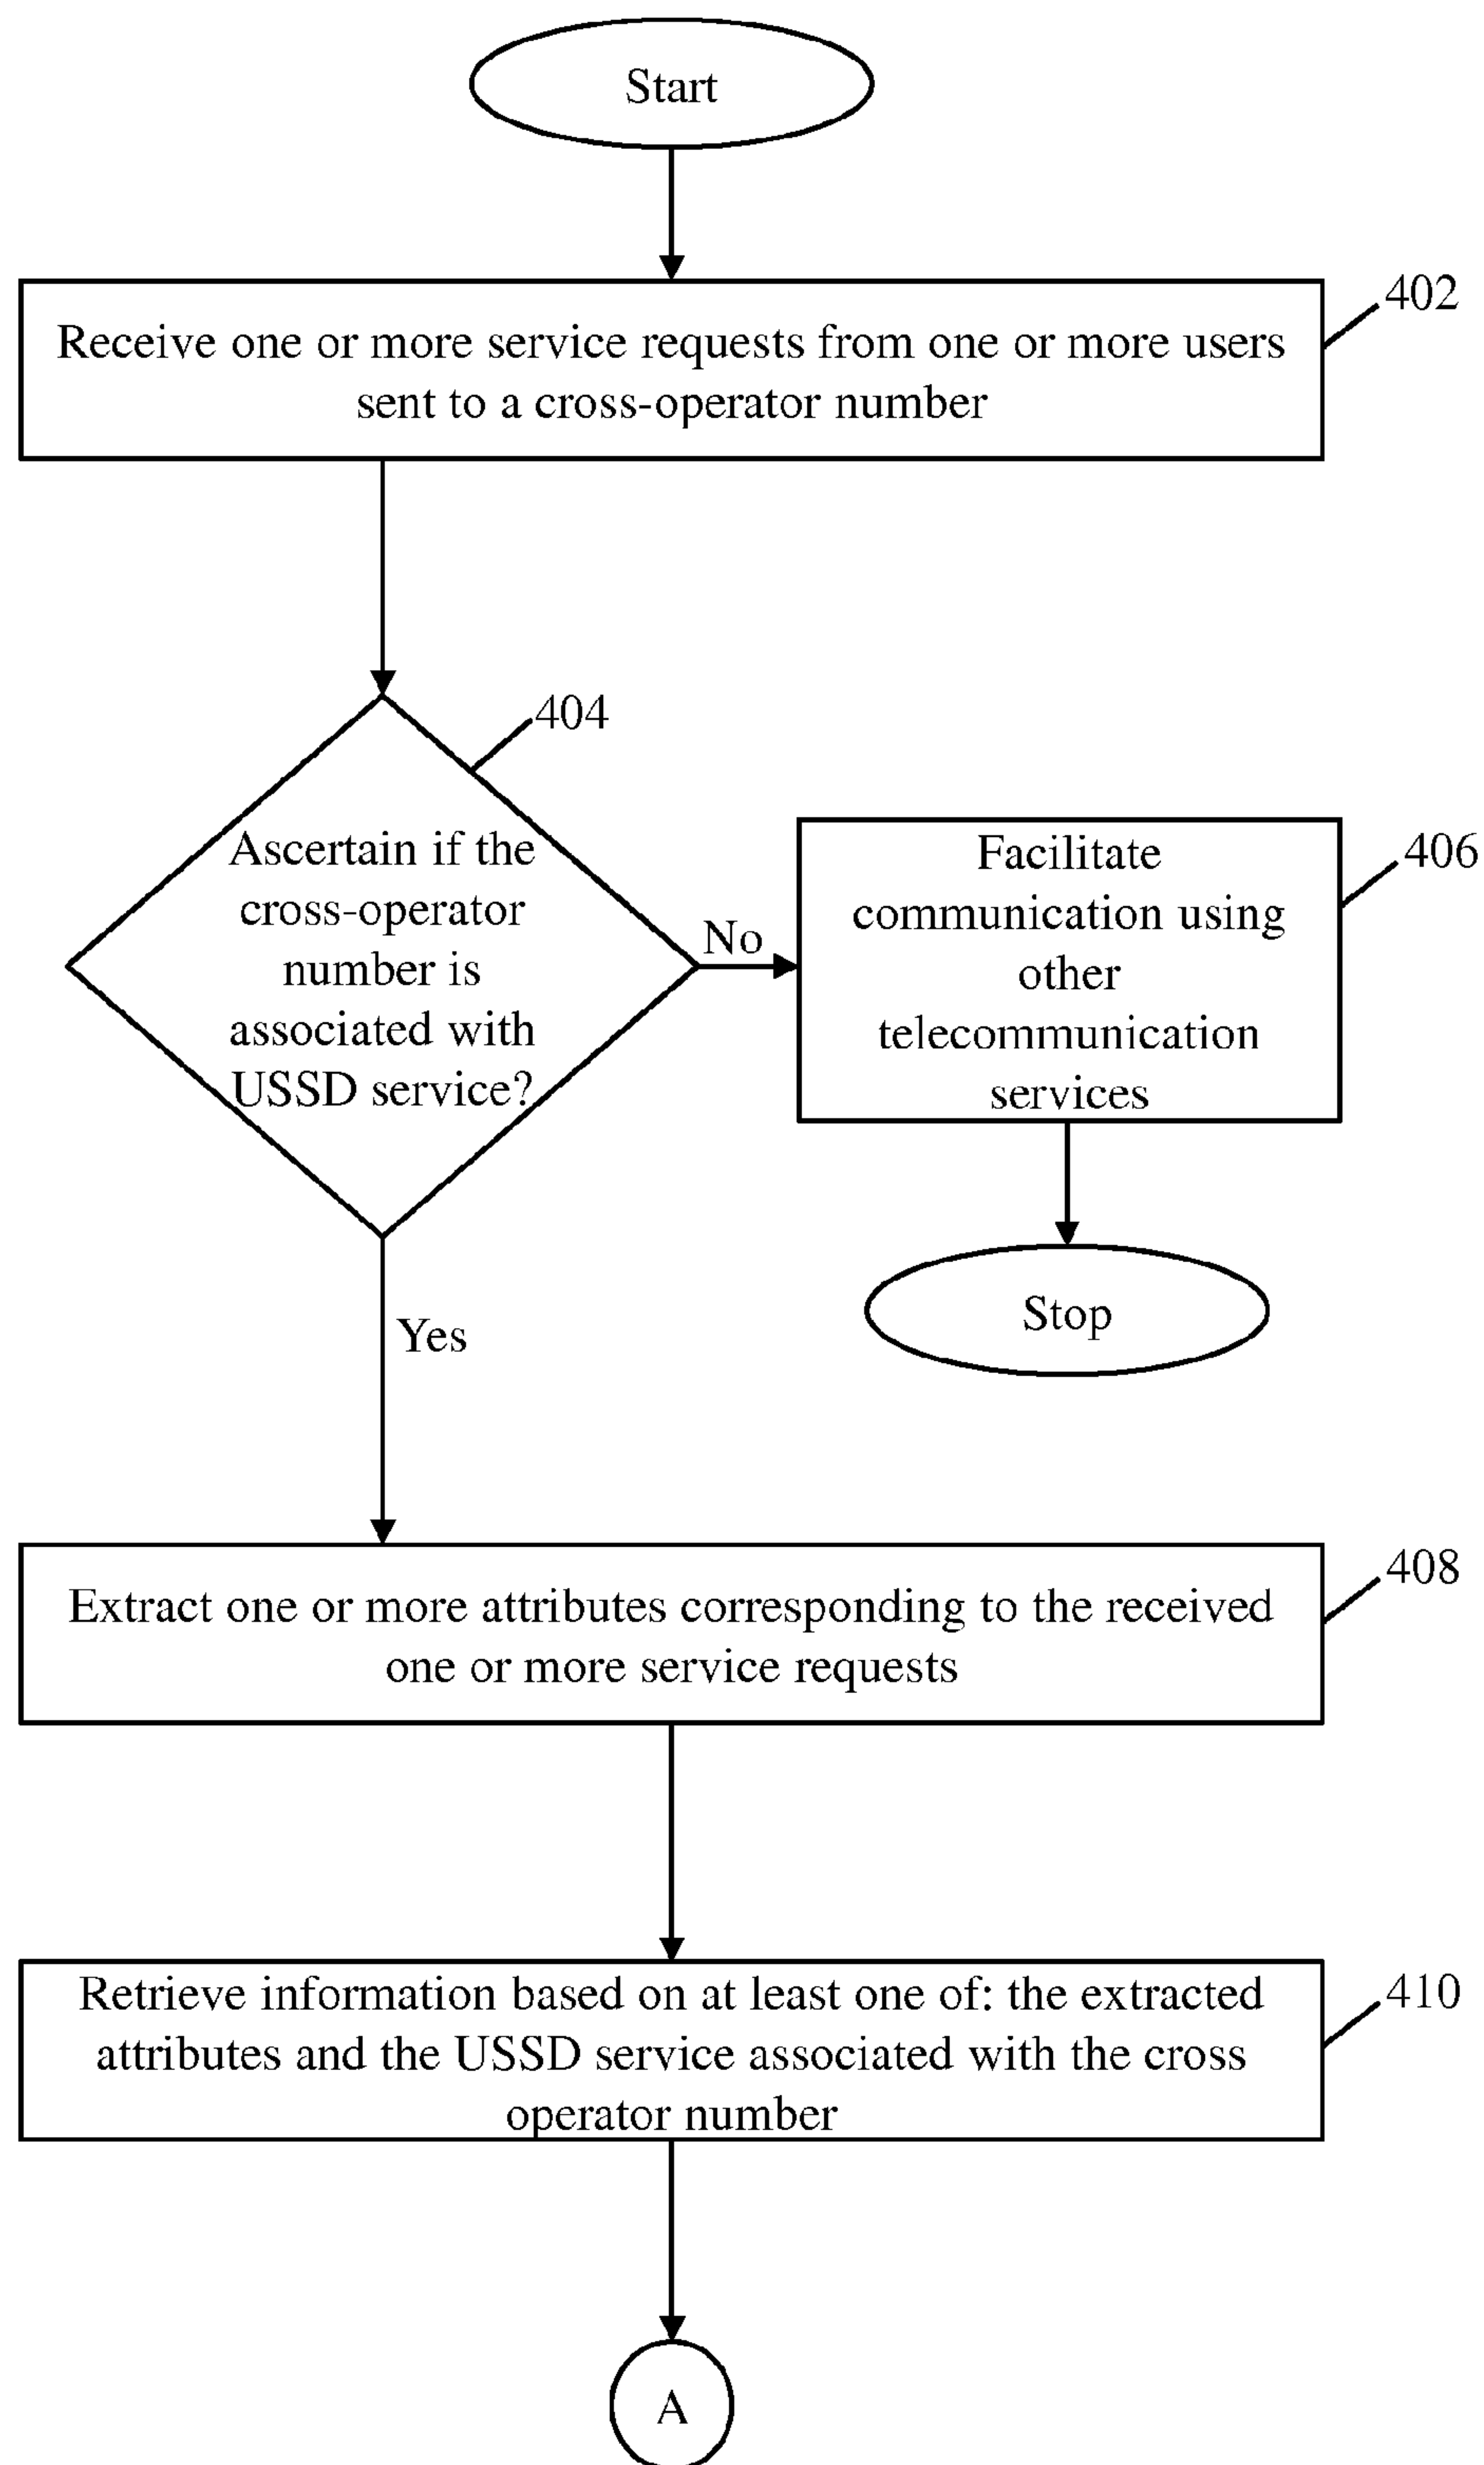 Start
402
Receive one or more service requests from one or more users
sent to a cross-operator number
404
Ascertain if the
cross-operator
number is
associated with
USSD service?
No
406
Facilitate
communication using
other
telecommunication
services
Stop
Yes
408
Extract one or more attributes corresponding to the received
one or more service requests
410
Retrieve information based on at least one of: the extracted
attributes and the USSD service associated with the cross
operator number
A